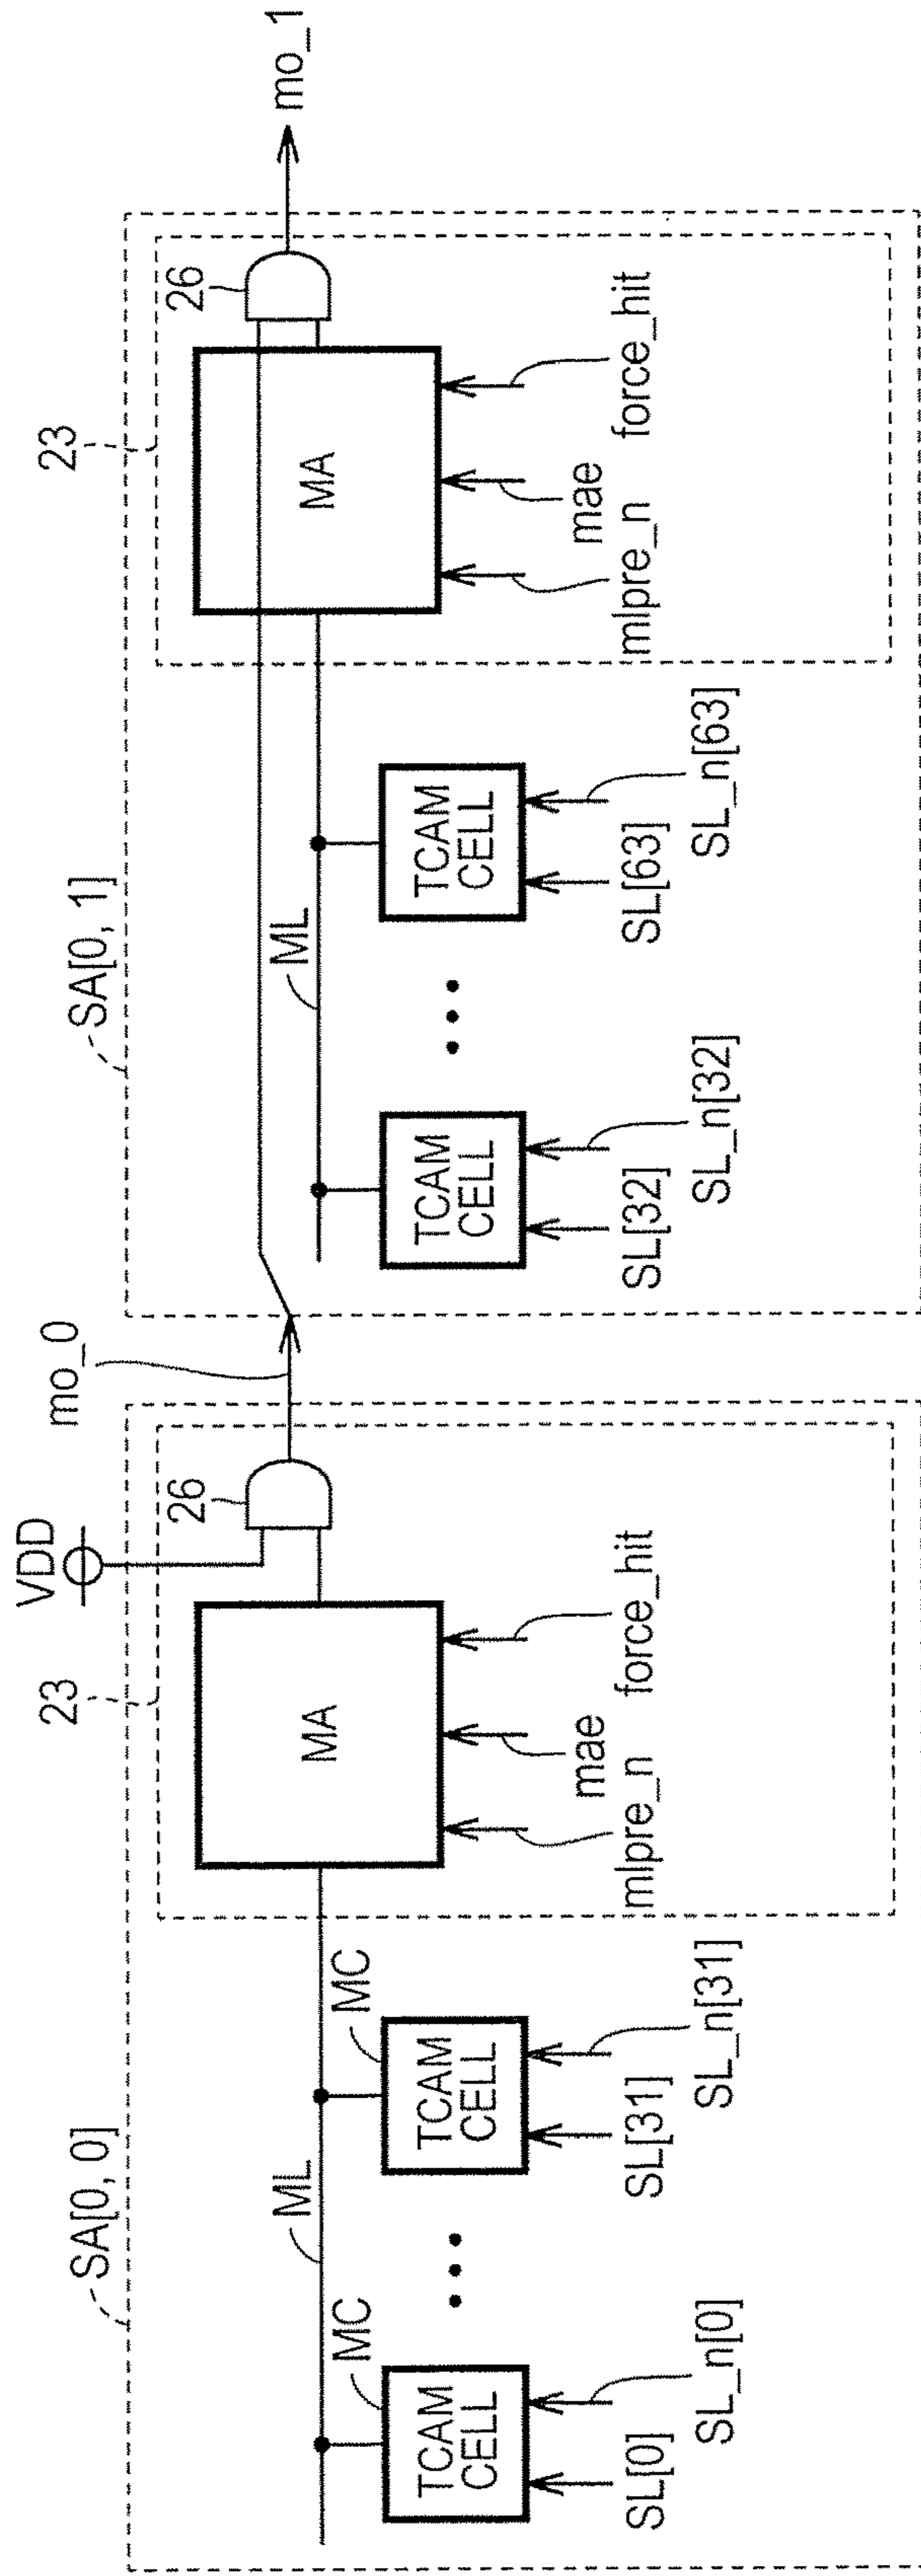 SA[0, 0]
ML
MC
MC
TCAM
CELL
TCAM
CELL
SL[0]
SL_n[0]
SL[31]
SL_n[31]
23
VDD
26
MA
mlpre_n
mae
force_hit
mo_0
SA[0, 1]
ML
TCAM
CELL
TCAM
CELL
SL[32]
SL_n[32]
SL[63]
SL_n[63]
23
26
MA
mlpre_n
mae
force_hit
mo_1